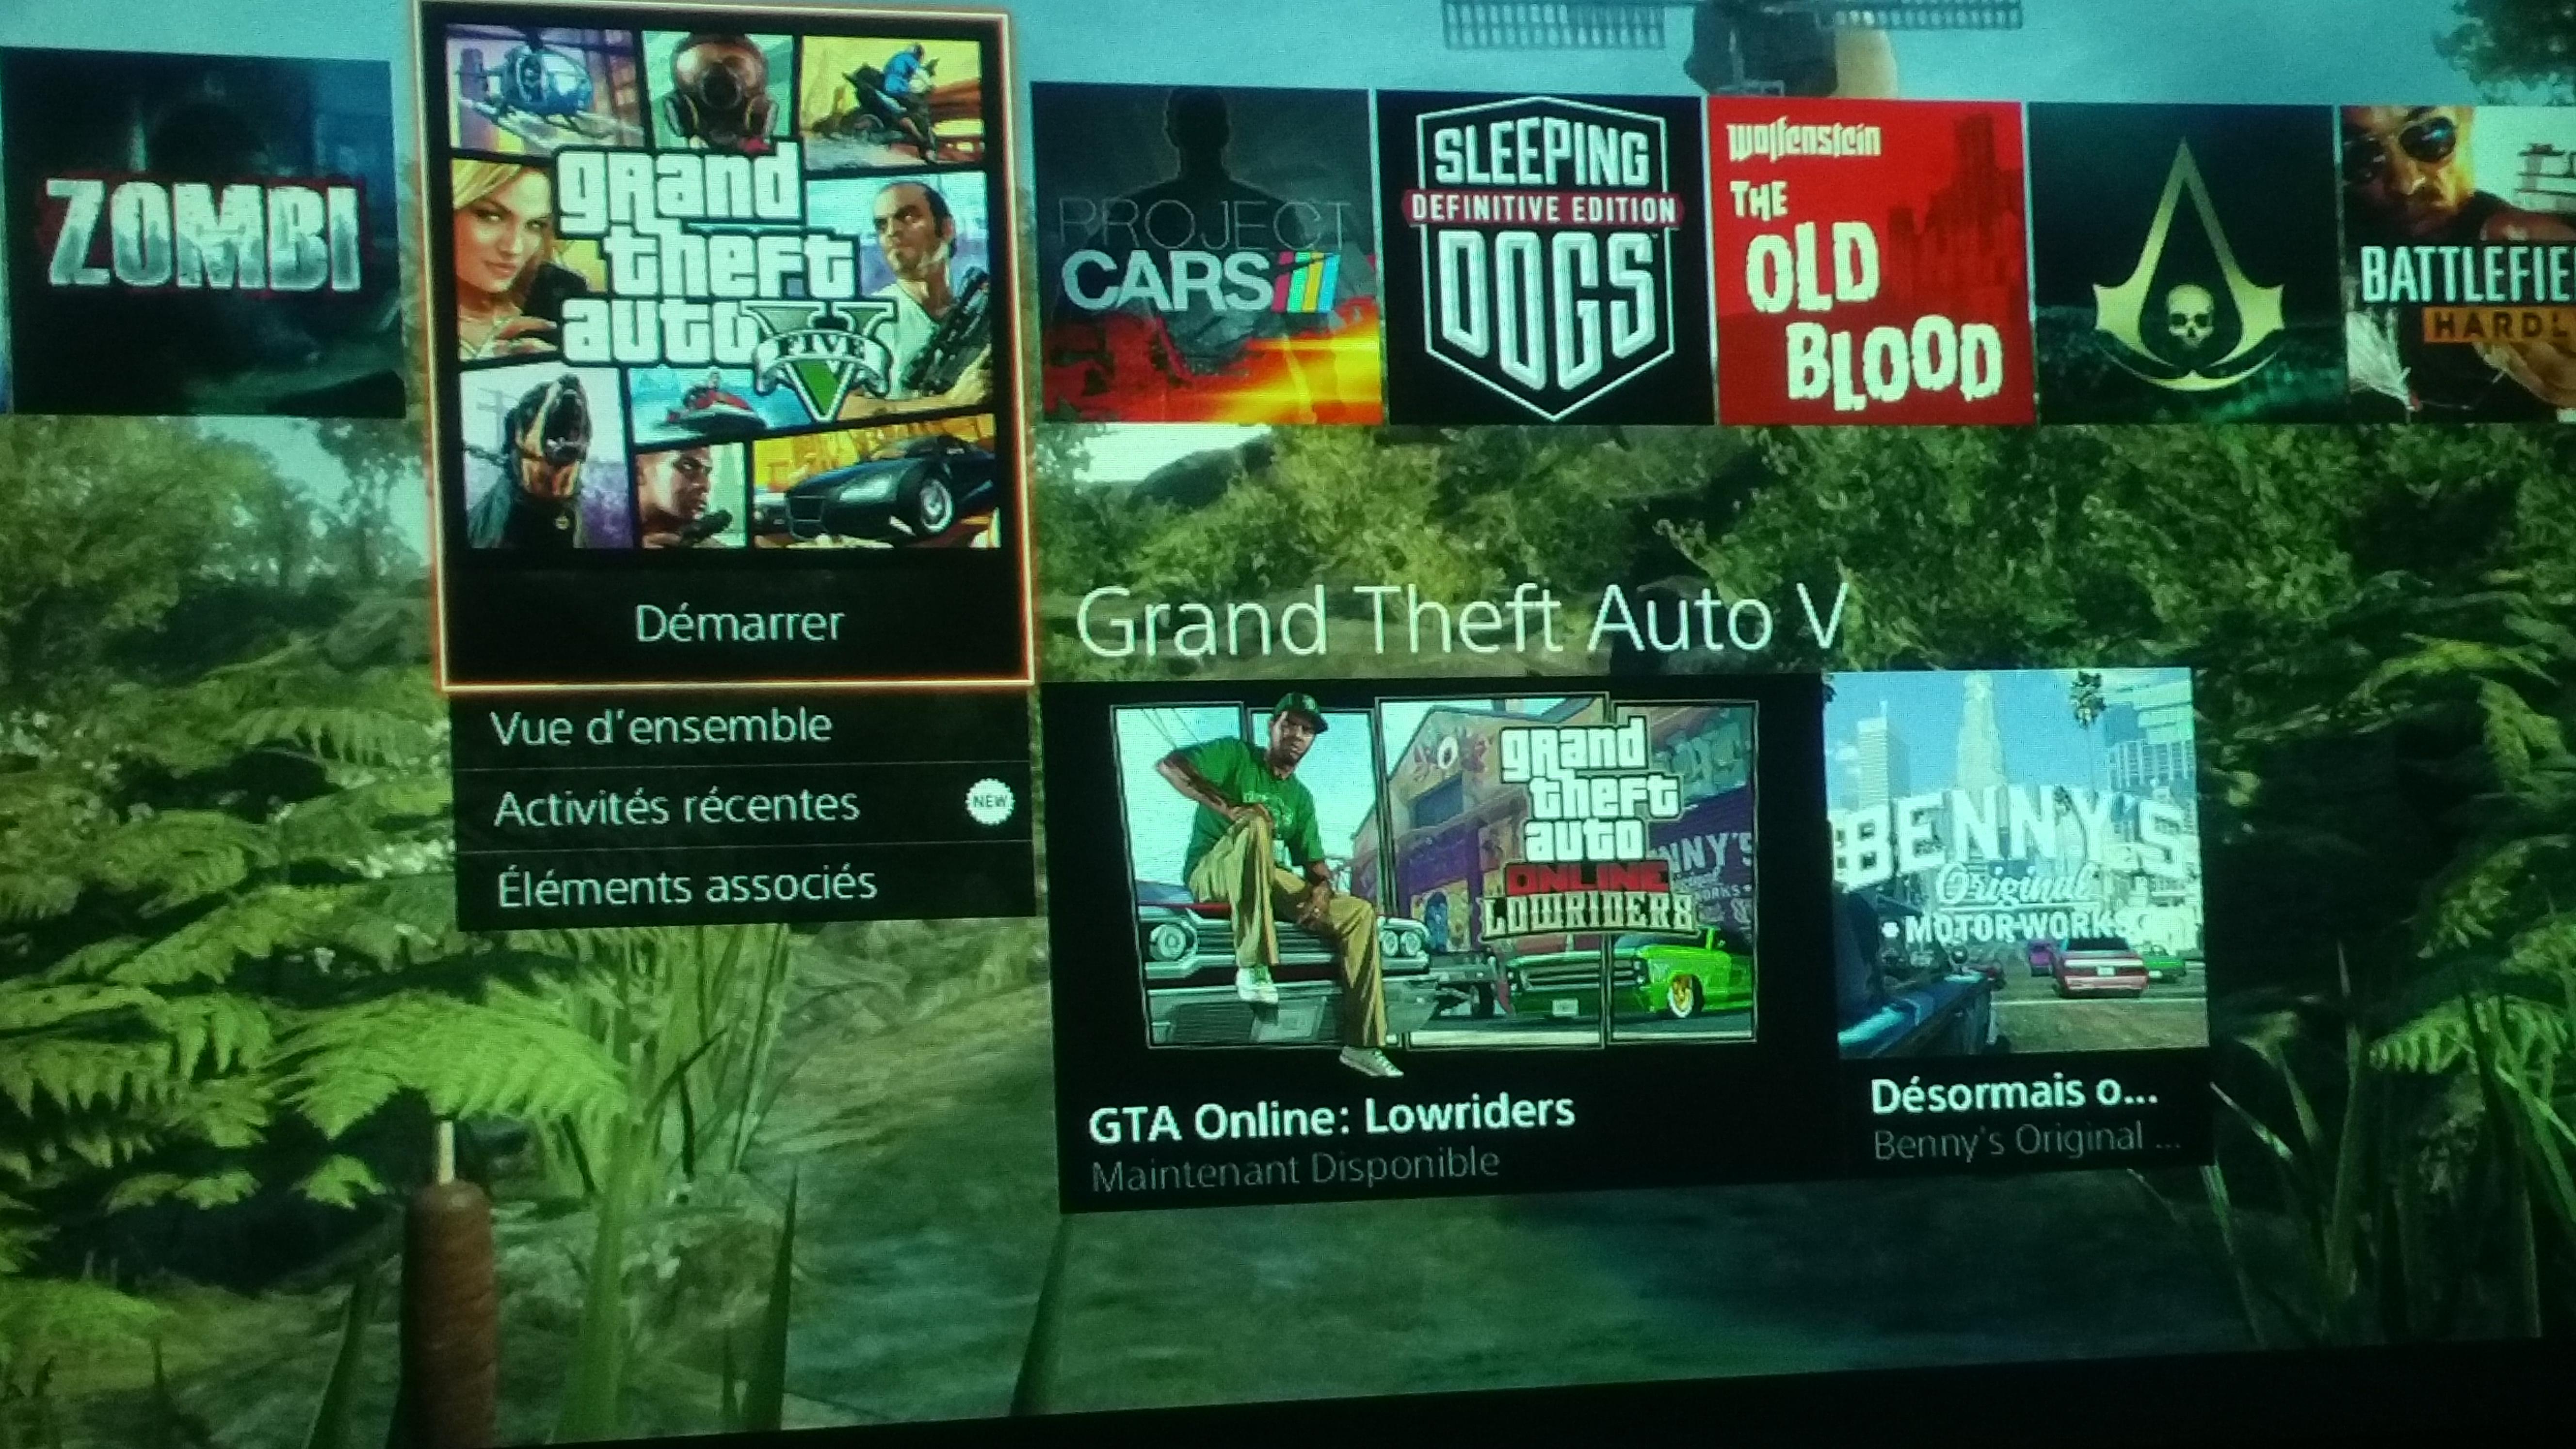 ZOMBI
grand
theft
auto
FIVE
PROJECT
CARS
SLEEPING
DEFINITIVE EDITION
DOGS
Wolfenstein
THE
OLD
BLOOD
BATTLEFIE
HARDL
Démarrer
Vue d'ensemble
Activités récentes
NEW
Éléments associés
Grand Theft Auto V
grand
theft
auto
ONLINE
LOWRIDERS
NNY'S
ORKS
GTA Online: Lowriders
Maintenant Disponible
BENNY'S
Original
MOTOR WORKS
Désormais o...
Benny's Original ...